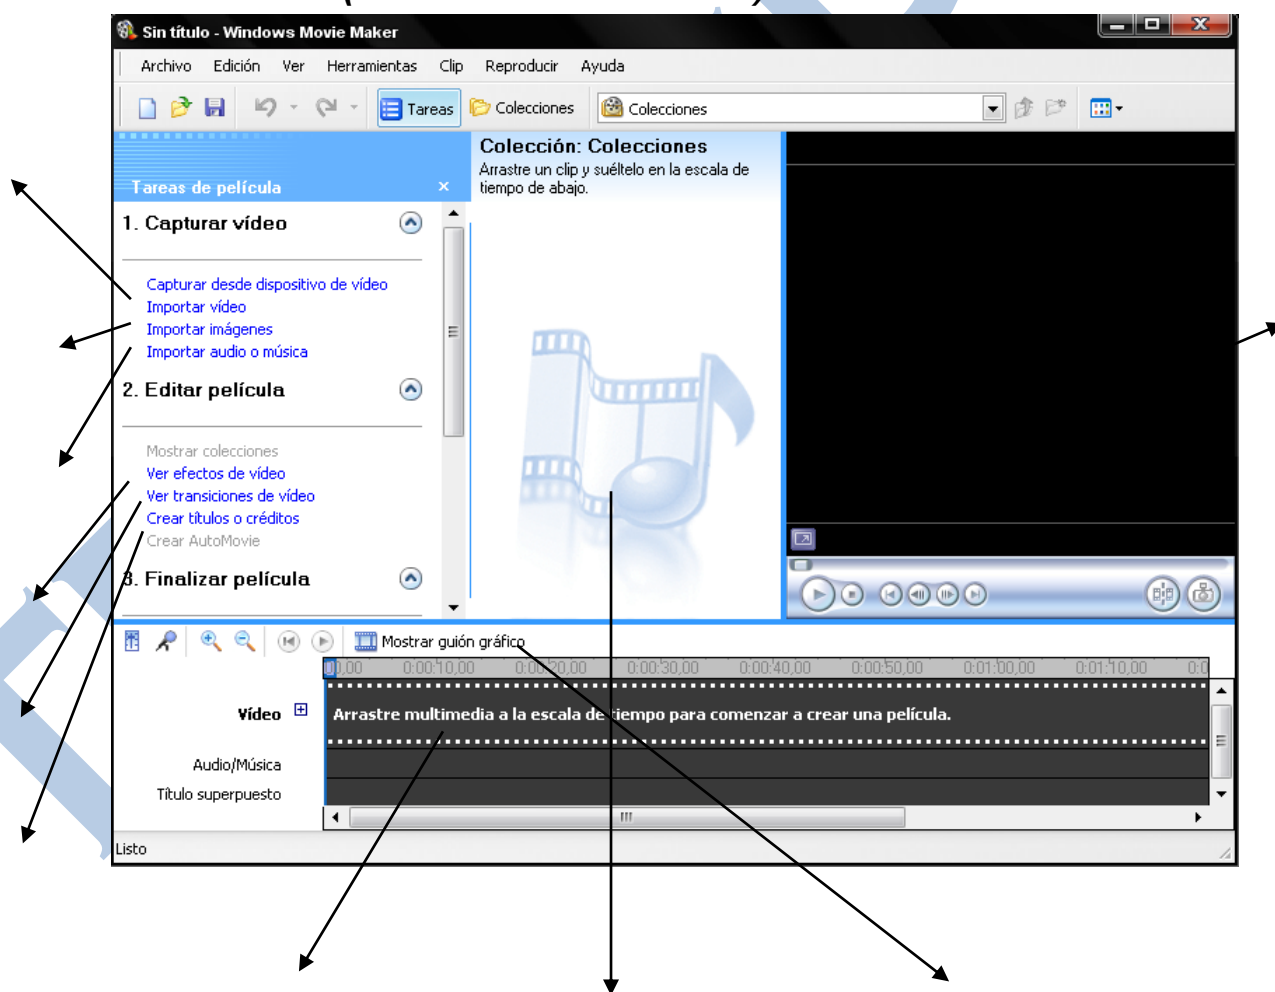 Sin título - Windows Movie Maker
Archivo Edición Ver Herramientas Clip Reproducir Ayuda
Tareas Colecciones Colecciones
Tareas de película
Colección: Colecciones
Arrastre un clip y suéltelo en la escala de
tiempo de abajo.
1. Capturar vídeo
Capturar desde dispositivo de vídeo
Importar vídeo
Importar imágenes
Importar audio o música
2. Editar película
Mostrar colecciones
Ver efectos de vídeo
Ver transiciones de vídeo
Crear títulos o créditos
Crear AutoMovie
3. Finalizar película
Mostrar guión gráfico
0:00:10,00 0:00:20,00 0:00:30,00 0:00:40,00 0:00:50,00 0:01:00,00 0:01:10,00
Vídeo
Arrastre multimedia a la escala de tiempo para comenzar a crear una película.
Audio/Música
Título superpuesto
Listo